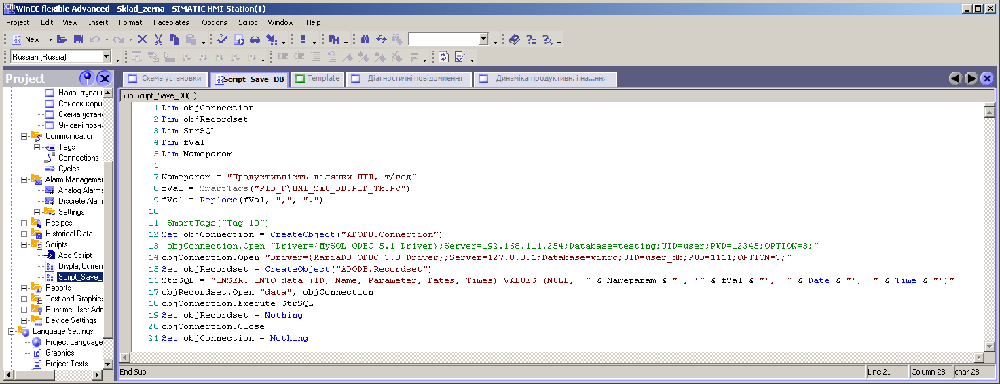 WinCC flexible Advanced - Sklad_zerna - SIMATIC HMI-Station(1)
Project Edit View Insert Format Faceplates Options Script Window Help
New
Russian (Russia)
Project
Налаштуванн
Список кори
Схема устан
Умовні позн
Communication
Tags
Connections
Cycles
Alarm Manageme
Analog Alarms
Discrete Alarm
Settings
Recipes
Historical Data
Scripts
Add Script
DisplayCurren
Script_Save_
Reports
Text and Graphics
Runtime User Adr
Device Settings
Language Settings
Project Language
Graphics
Project Texts
Схема установки Script_Save_DB Template Діагностичні повідомлення Динаміка продуктивн. і на...ння
Sub Script_Save_DB( )
1 Dim objConnection
2 Dim objRecordset
3 Dim StrSQL
4 Dim fVal
5 Dim Nameparam
6
7 Nameparam = "Продуктивність ділянки ПТЛ, т/год"
8 fVal = SmartTags("PID_F\HMI_SAU_DB.PID_Tk.PV")
9 fVal = Replace(fVal, ",", ".")
10
11 'SmartTags("Tag_10")
12 Set objConnection = CreateObject("ADODB.Connection")
13 'objConnection.Open "Driver={MySQL ODBC 5.1 Driver};Server=192.168.111.254;Database=testing;UID=user;PWD=12345;OPTION=3;"
14 objConnection.Open "Driver={MariaDB ODBC 3.0 Driver};Server=127.0.0.1;Database=wincc;UID=user_db;PWD=1111;OPTION=3;"
15 Set objRecordset = CreateObject("ADODB.Recordset")
16 StrSQL = "INSERT INTO data (ID, Name, Parameter, Dates, Times) VALUES (NULL, '" & Nameparam & "', '" & fVal & "', '" & Date & "', '" & Time & "')"
17 objRecordset.Open "data", objConnection
18 objConnection.Execute StrSQL
19 Set objRecordset = Nothing
20 objConnection.Close
21 Set objConnection = Nothing
End Sub
Line 21 Column 28 char 28